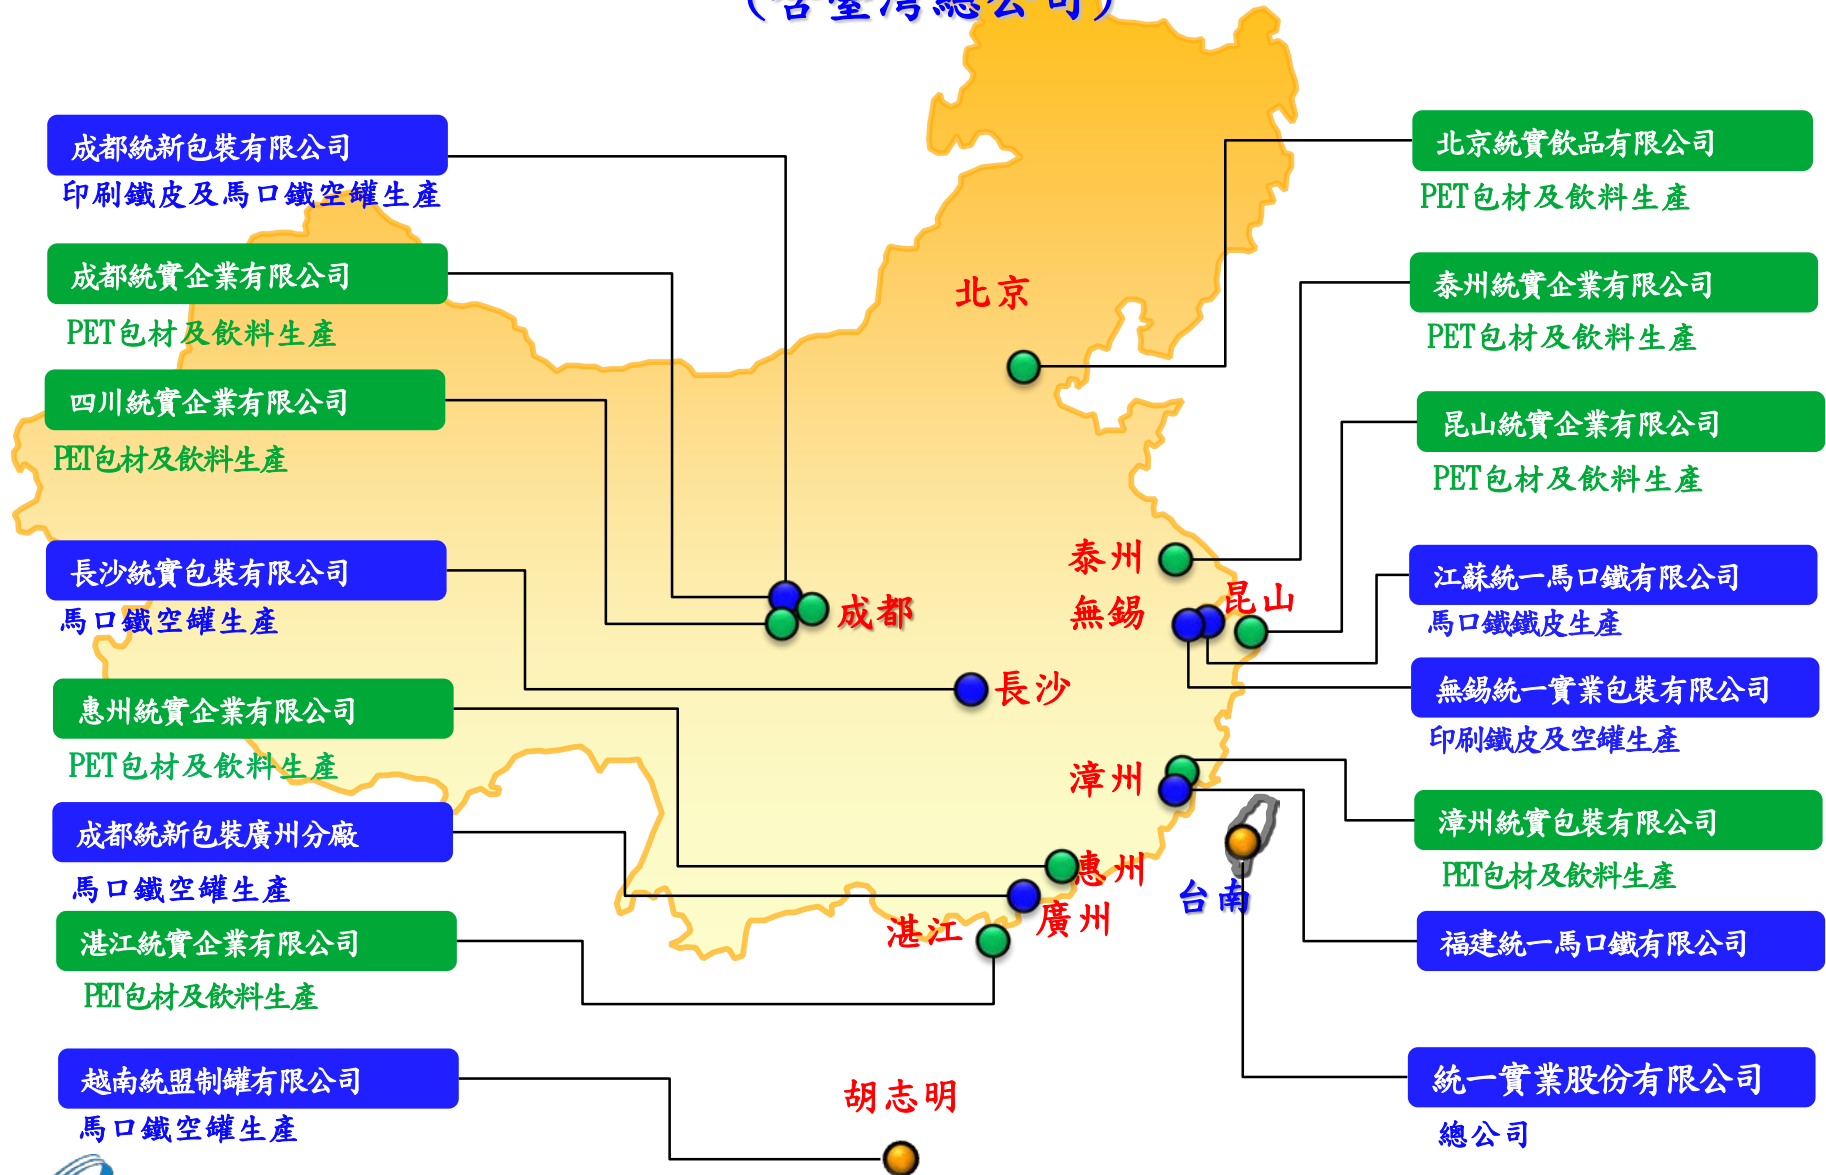 (含臺灣總公司)
成都統新包裝有限公司
印刷鐵皮及馬口鐵空罐生產
成都統實企業有限公司
PET包材及飲料生產
四川統實企業有限公司
PET包材及飲料生產
長沙統實包裝有限公司
馬口鐵空罐生產
惠州統實企業有限公司
PET包材及飲料生產
成都統新包裝廣州分廠
馬口鐵空罐生產
湛江統實企業有限公司
PET包材及飲料生產
越南統盟制罐有限公司
馬口鐵空罐生產
北京
泰州
無錫
昆山
成都
長沙
漳州
惠州
廣州
湛江
台南
胡志明
北京統實飲品有限公司
PET包材及飲料生產
泰州統實企業有限公司
PET包材及飲料生產
昆山統實企業有限公司
PET包材及飲料生產
江蘇統一馬口鐵有限公司
馬口鐵鐵皮生產
無錫統一實業包裝有限公司
印刷鐵皮及空罐生產
漳州統實包裝有限公司
PET包材及飲料生產
福建統一馬口鐵有限公司
統一實業股份有限公司
總公司